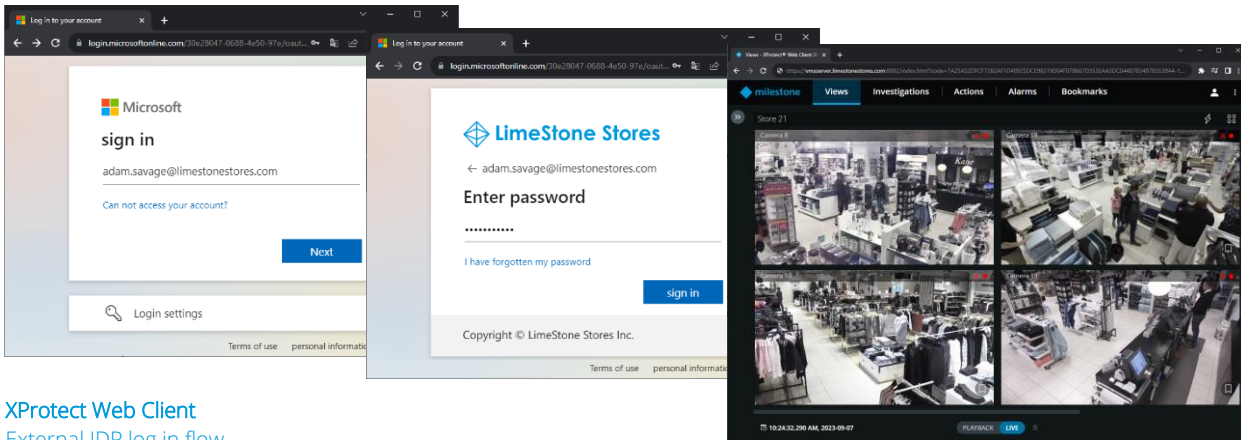 Log in to your account
login.microsoftonline.com/30e28047-0688-4e50-97e/oaut...
Microsoft
sign in
adam.savage@limestonestores.com
Can not access your account?
Next
Login settings
Terms of use personal informatio
Log in to your account
login.microsoftonline.com/30e28047-0688-4e50-97e/oaut...
LimeStone Stores
← adam.savage@limestonestores.com
Enter password
I have forgotten my password
sign in
Copyright © LimeStone Stores Inc.
Terms of use personal informatio
Views - XProtect® Web Client
milestone Views Investigations Actions Alarms Bookmarks
Store 21
Camera 8
Camera 10
10:24:32.290 AM, 2023-09-07
PLAYBACK LIVE
XProtect Web Client
External IDP log in flow